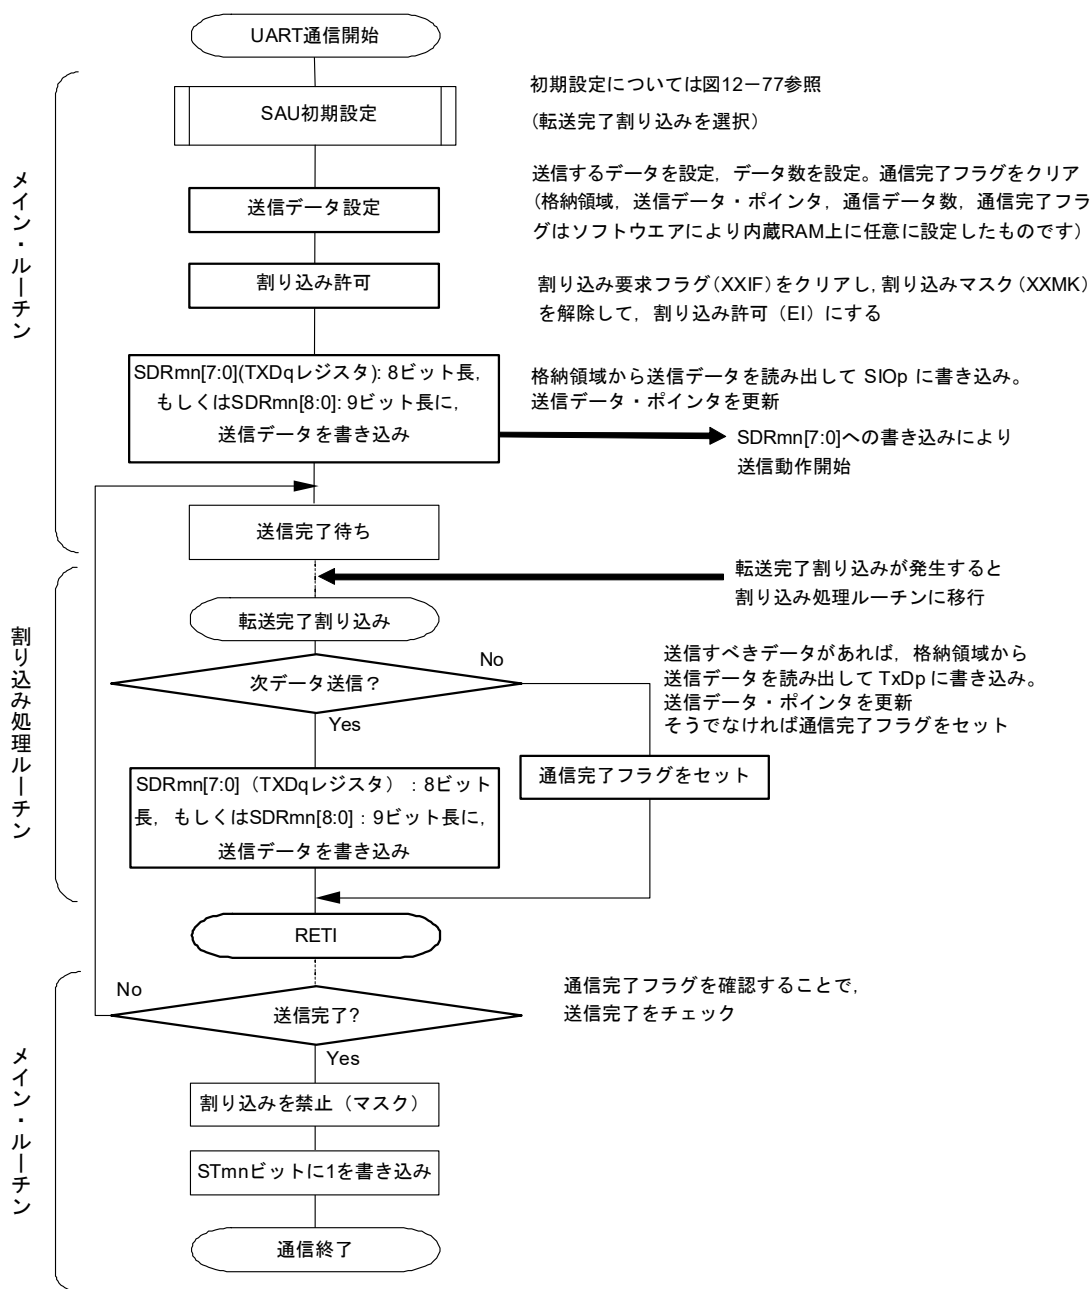 UART通信開始
メイン・ルーチン
SAU初期設定
初期設定については図12－77参照
（転送完了割り込みを選択）
送信データ設定
送信するデータを設定，データ数を設定。通信完了フラグをクリア
（格納領域，送信データ・ポインタ，通信データ数，通信完了フラ
グはソフトウエアにより内蔵RAM上に任意に設定したものです）
割り込み許可
割り込み要求フラグ（XXIF）をクリアし，割り込みマスク（XXMK）
を解除して，割り込み許可（EI）にする
SDRmn[7:0](TXDqレジスタ): 8ビット長，
もしくはSDRmn[8:0]: 9ビット長に，
送信データを書き込み
格納領域から送信データを読み出して SIOp に書き込み。
送信データ・ポインタを更新
SDRmn[7:0]への書き込みにより
送信動作開始
送信完了待ち
割り込み処理ルーチン
転送完了割り込みが発生すると
割り込み処理ルーチンに移行
転送完了割り込み
次データ送信？
No
Yes
送信すべきデータがあれば，格納領域から
送信データを読み出して TxDp に書き込み。
送信データ・ポインタを更新
そうでなければ通信完了フラグをセット
SDRmn[7:0]（TXDqレジスタ）：8ビット
長，もしくはSDRmn[8:0]：9ビット長に，
送信データを書き込み
通信完了フラグをセット
RETI
メイン・ルーチン
No
送信完了?
Yes
通信完了フラグを確認することで，
送信完了をチェック
割り込みを禁止（マスク）
STmnビットに1を書き込み
通信終了